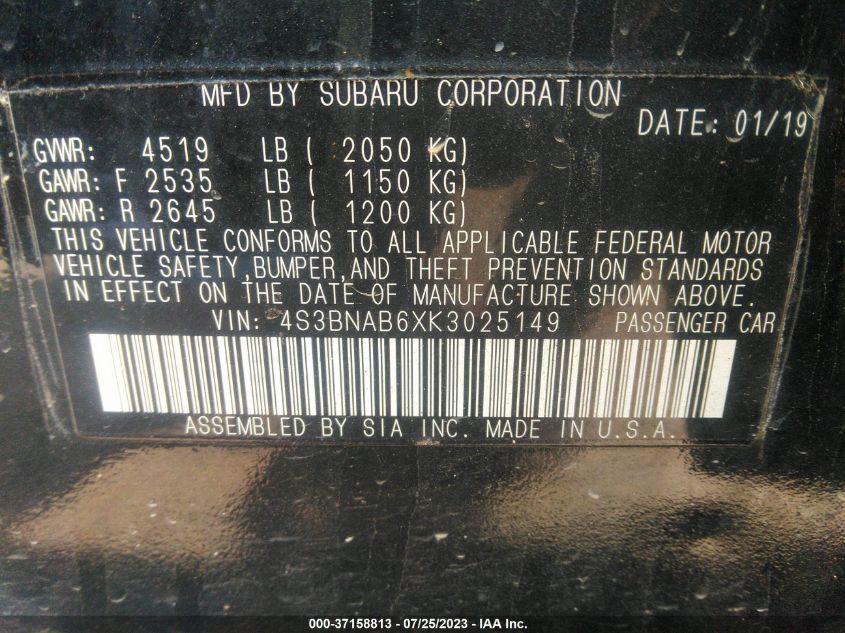 MFD BY SUBARU CORPORATION
DATE: 01/19
GVWR: 4519 LB ( 2050 KG)
GAWR: F 2535 LB ( 1150 KG)
GAWR: R 2645 LB ( 1200 KG)
THIS VEHICLE CONFORMS TO ALL APPLICABLE FEDERAL MOTOR
VEHICLE SAFETY,BUMPER,AND THEFT PREVENTION STANDARDS
IN EFFECT ON THE DATE OF MANUFACTURE SHOWN ABOVE.
VIN: 4S3BNAB6XK3025149 PASSENGER CAR
ASSEMBLED BY SIA INC. MADE IN U.S.A.
000-37158813 - 07/25/2023 - IAA Inc.